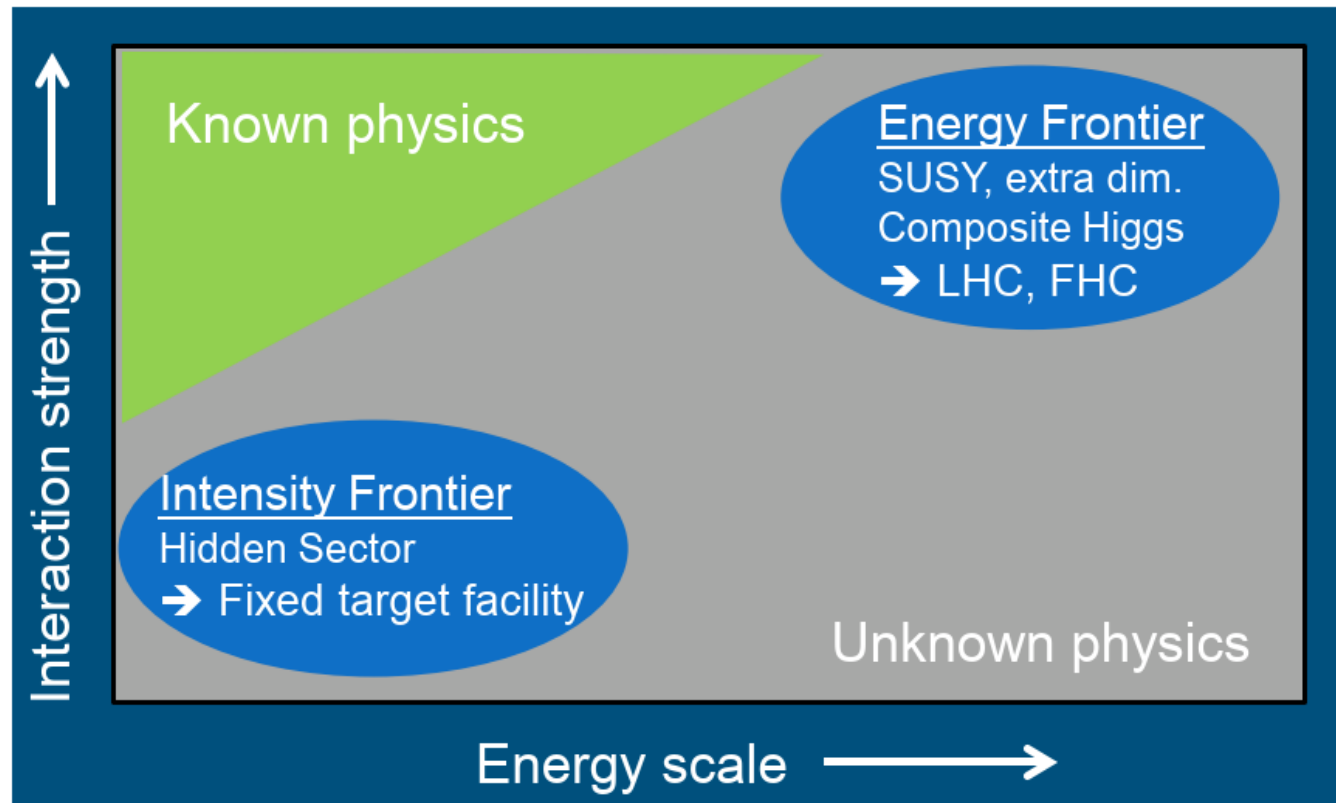 Known physics
Energy Frontier
SUSY, extra dim.
Composite Higgs
➔ LHC, FHC
Interaction strength
Intensity Frontier
Hidden Sector
➔ Fixed target facility
Unknown physics
Energy scale